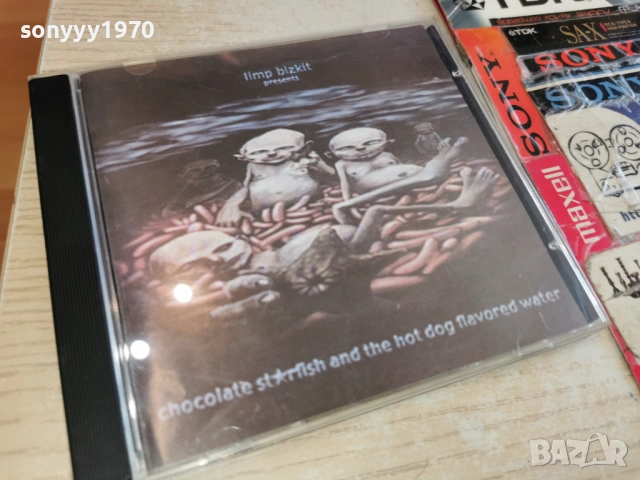 sonyyy1970
limp bizkit
presents
chocolate st★rfish and the hot dog flavored water
TDK
SA-X
SONY
SONY
SONY
maxell
BAZAR